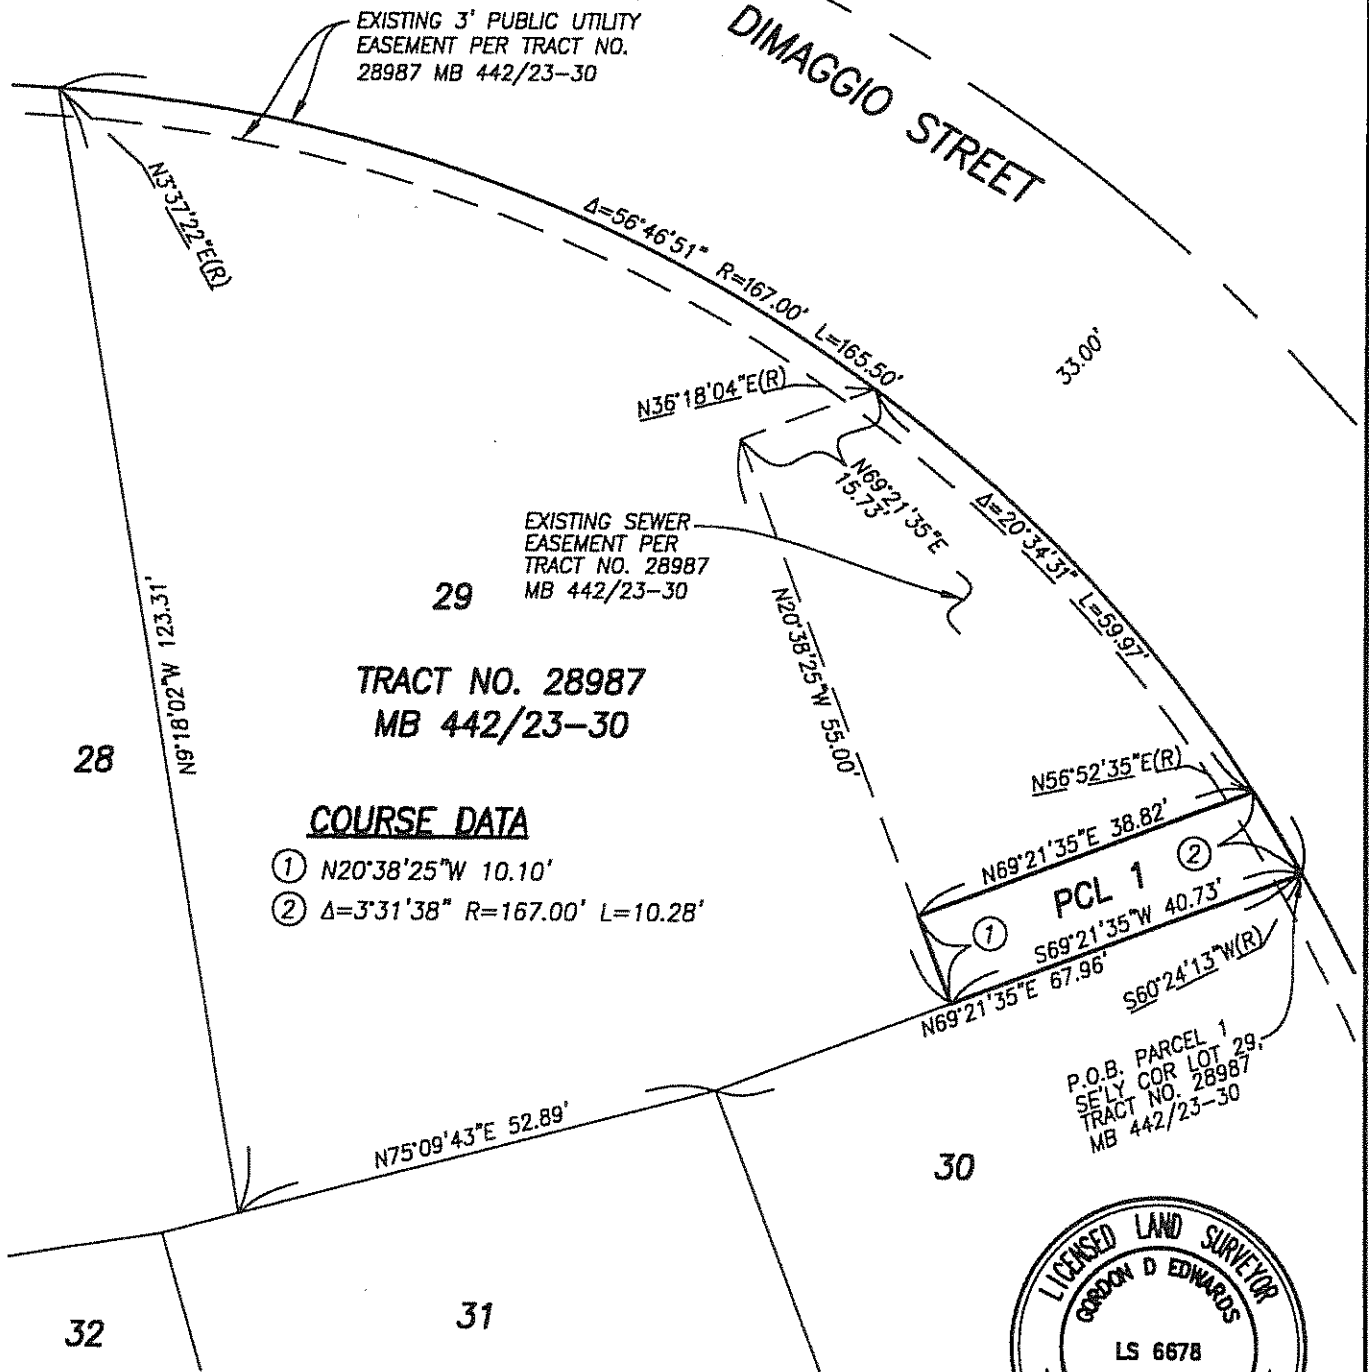 EXISTING 3' PUBLIC UTILITY
EASEMENT PER TRACT NO.
28987 MB 442/23-30
DIMAGGIO STREET
N3°37'22"E(R)
Δ=56°46'51" R=167.00' L=165.50'
33.00'
N36°18'04"E(R)
N69°21'35"E
15.73'
Δ=20°34'31" L=59.97'
EXISTING SEWER
EASEMENT PER
TRACT NO. 28987
MB 442/23-30
29
N9°18'02"W 123.31'
N20°38'25"W 55.00'
TRACT NO. 28987
MB 442/23-30
28
N56°52'35"E(R)
COURSE DATA
1 N20°38'25"W 10.10'
2 Δ=3°31'38" R=167.00' L=10.28'
N69°21'35"E 38.82'
2
PCL 1
1
S69°21'35"W 40.73'
N69°21'35"E 67.96'
S60°24'13"W(R)
P.O.B. PARCEL 1
SE'LY COR LOT 29,
TRACT NO. 28987
MB 442/23-30
N75°09'43"E 52.89'
30
31
32
LICENSED LAND SURVEYOR
GORDON D EDWARDS
LS 6678